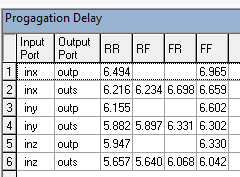 Progagation Delay
Input Port Output Port RR RF FR FF
1 inx outp 6.494 6.965
2 inx outs 6.216 6.234 6.698 6.659
3 iny outp 6.155 6.602
4 iny outs 5.882 5.897 6.331 6.302
5 inz outp 5.947 6.330
6 inz outs 5.657 5.640 6.068 6.042